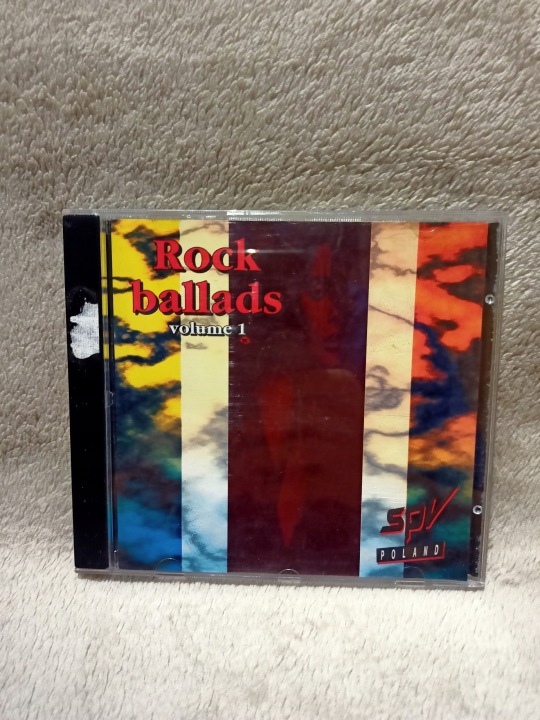 Rock
ballads
volume 1
spv
POLAND